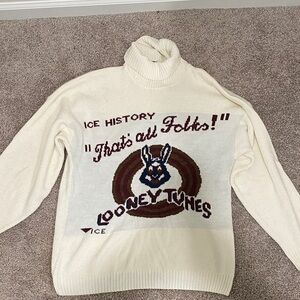 ICE HISTORY
"That's all Folks!"
LOONEY TUNES
ICE